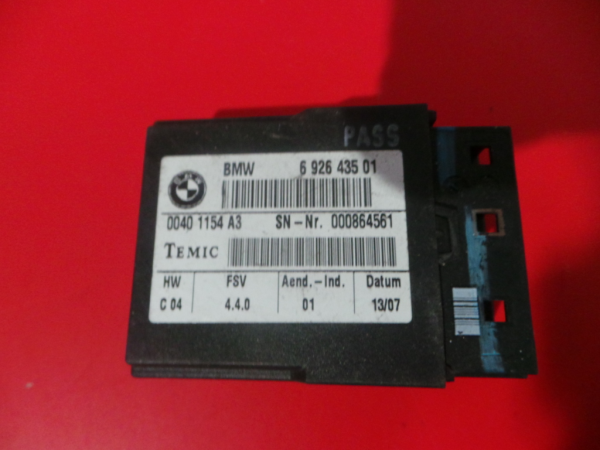 PASS
BMW 6 926 435 01
0040 1154 A3 SN-Nr. 000864561
TEMIC
HW FSV Aend.-Ind. Datum
C 04 4.4.0 01 13/07